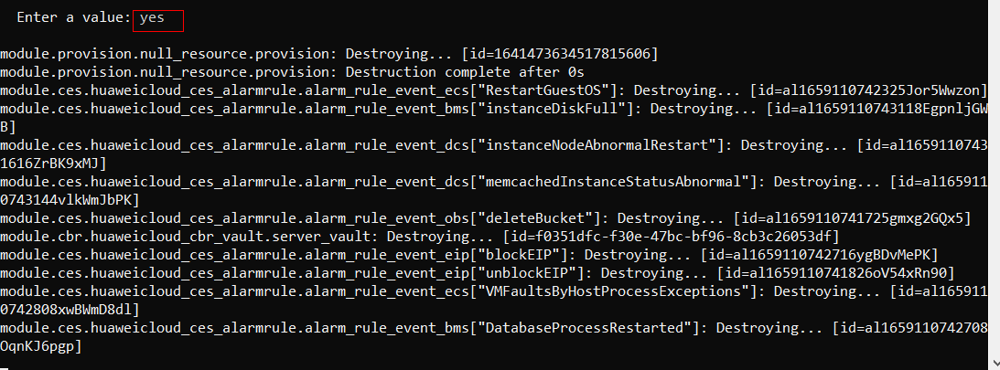 Enter a value: yes
module.provision.null_resource.provision: Destroying... [id=1641473634517815606]
module.provision.null_resource.provision: Destruction complete after 0s
module.ces.huaweicloud_ces_alarmrule.alarm_rule_event_ecs["RestartGuestOS"]: Destroying... [id=al1659110742325Jor5Wwzon]
module.ces.huaweicloud_ces_alarmrule.alarm_rule_event_bms["instanceDiskFull"]: Destroying... [id=al1659110743118EgpnljGW
B]
module.ces.huaweicloud_ces_alarmrule.alarm_rule_event_dcs["instanceNodeAbnormalRestart"]: Destroying... [id=al1659110743
1616ZrBK9xMJ]
module.ces.huaweicloud_ces_alarmrule.alarm_rule_event_dcs["memcachedInstanceStatusAbnormal"]: Destroying... [id=al165911
0743144vlkWmJbPK]
module.ces.huaweicloud_ces_alarmrule.alarm_rule_event_obs["deleteBucket"]: Destroying... [id=al1659110741725gmxg2GQx5]
module.cbr.huaweicloud_cbr_vault.server_vault: Destroying... [id=f0351dfc-f30e-47bc-bf96-8cb3c26053df]
module.ces.huaweicloud_ces_alarmrule.alarm_rule_event_eip["blockEIP"]: Destroying... [id=al1659110742716ygBDvMePK]
module.ces.huaweicloud_ces_alarmrule.alarm_rule_event_eip["unblockEIP"]: Destroying... [id=al1659110741826oV54xRn90]
module.ces.huaweicloud_ces_alarmrule.alarm_rule_event_ecs["VMFaultsByHostProcessExceptions"]: Destroying... [id=al165911
0742808xwBWmD8dl]
module.ces.huaweicloud_ces_alarmrule.alarm_rule_event_bms["DatabaseProcessRestarted"]: Destroying... [id=al1659110742708
OqnKJ6pgp]